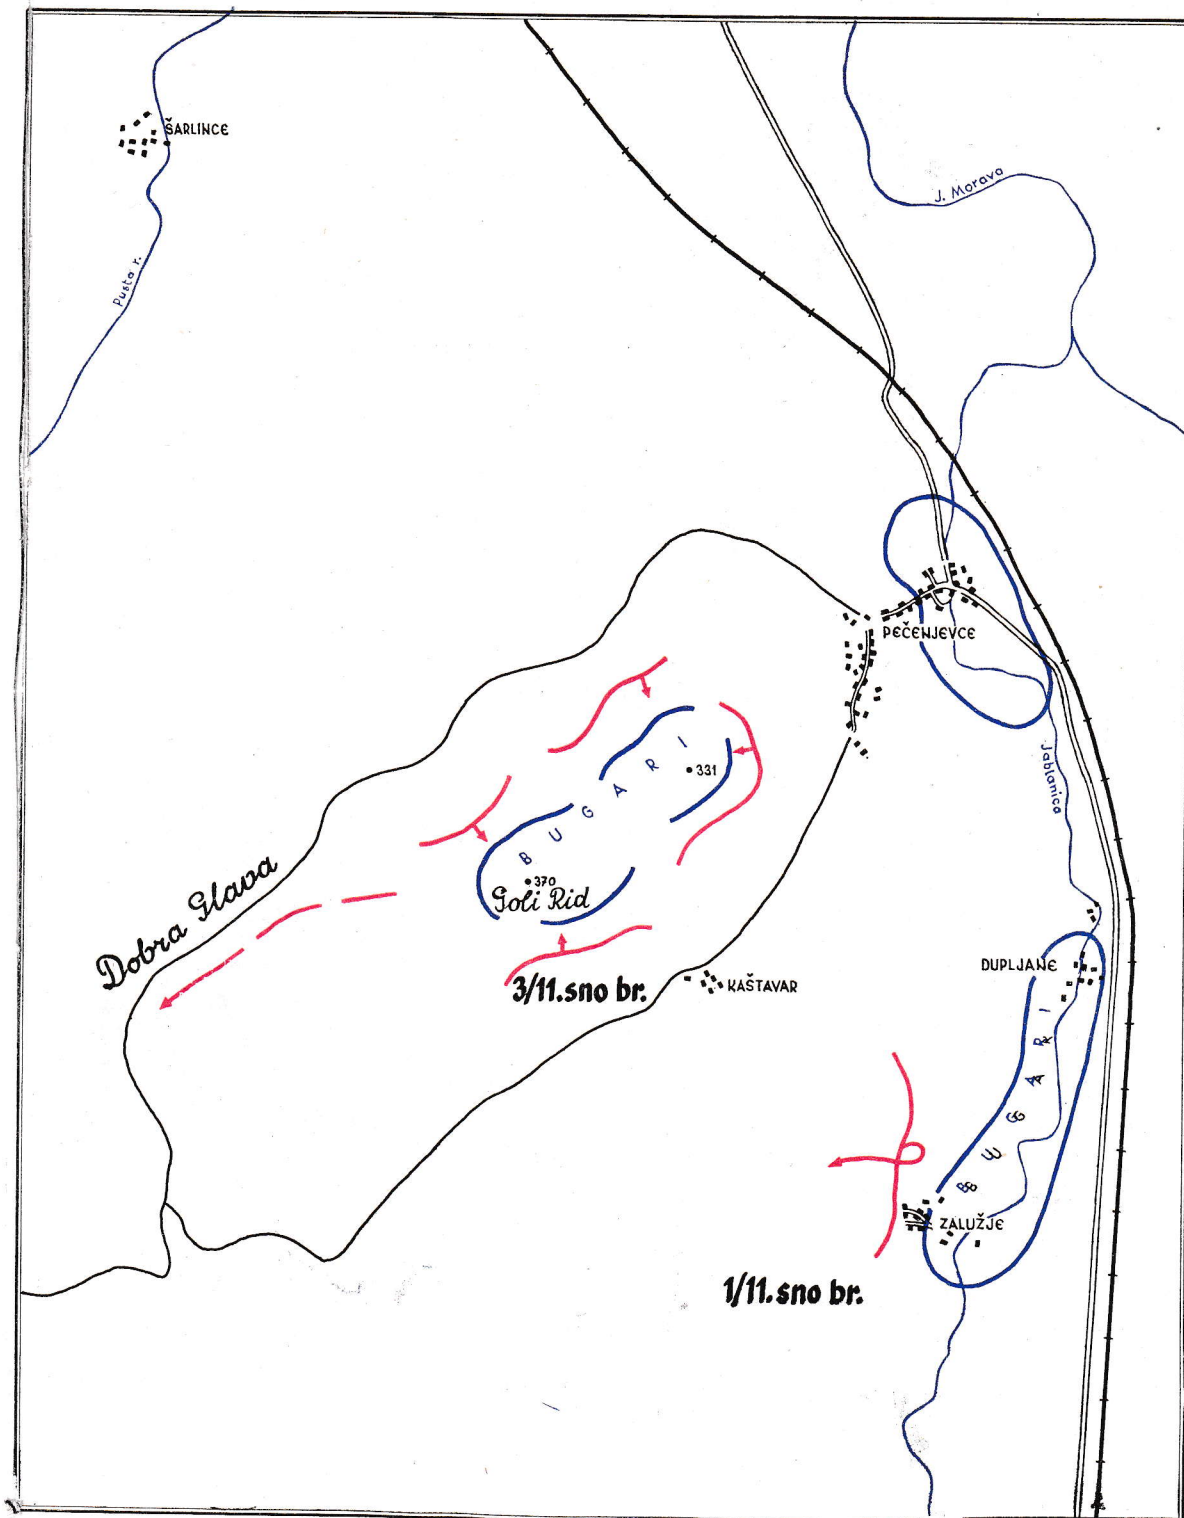 ŠARLINCE
J. Morava
Pusta r.
PEČENJEVCE
BUGARI
331
Jablanica
370
Goli Rid
Dobra Glava
3/11.sno br.
KAŠTAVAR
DUPLJANE
BUGARI
ZALUŽJE
1/11.sno br.